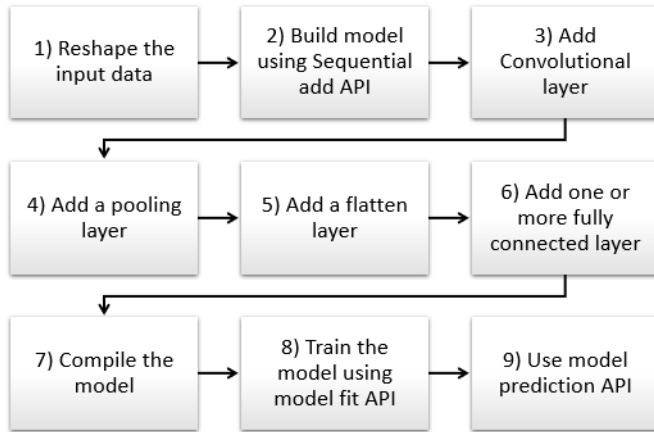 1) Reshape the
input data
2) Build model
using Sequential
add API
3) Add
Convolutional
layer
4) Add a pooling
layer
5) Add a flatten
layer
6) Add one or
more fully
connected layer
7) Compile the
model
8) Train the
model using
model fit API
9) Use model
prediction API